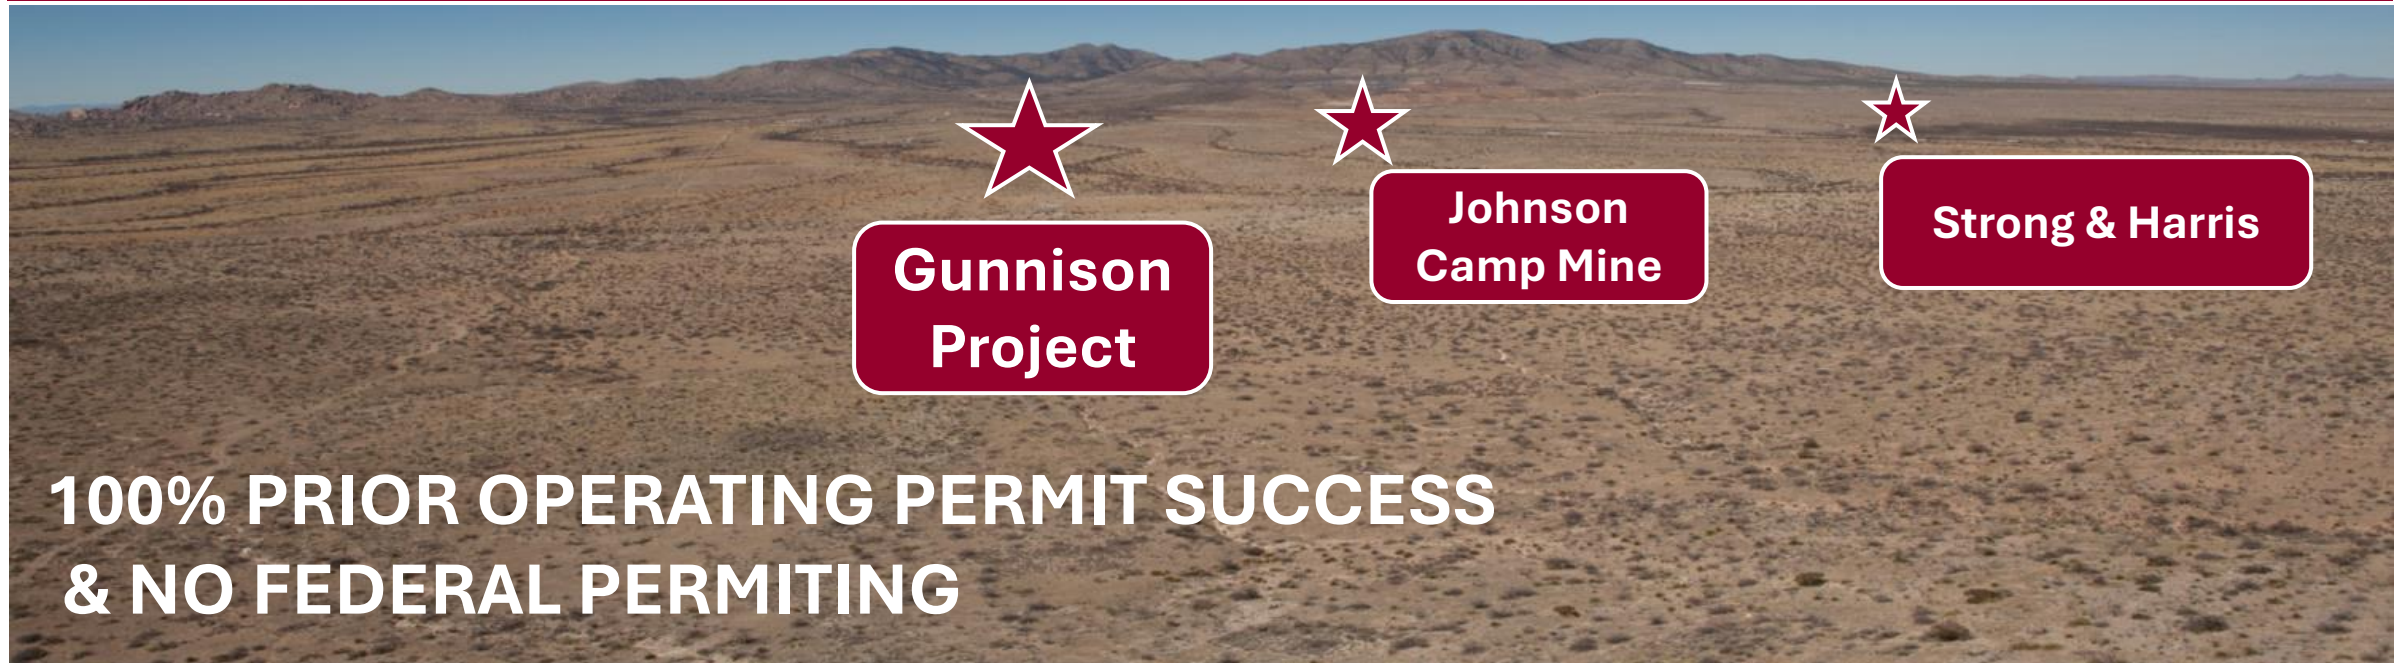 Gunnison
Project
Johnson
Camp Mine
Strong & Harris
100% PRIOR OPERATING PERMIT SUCCESS
& NO FEDERAL PERMITING